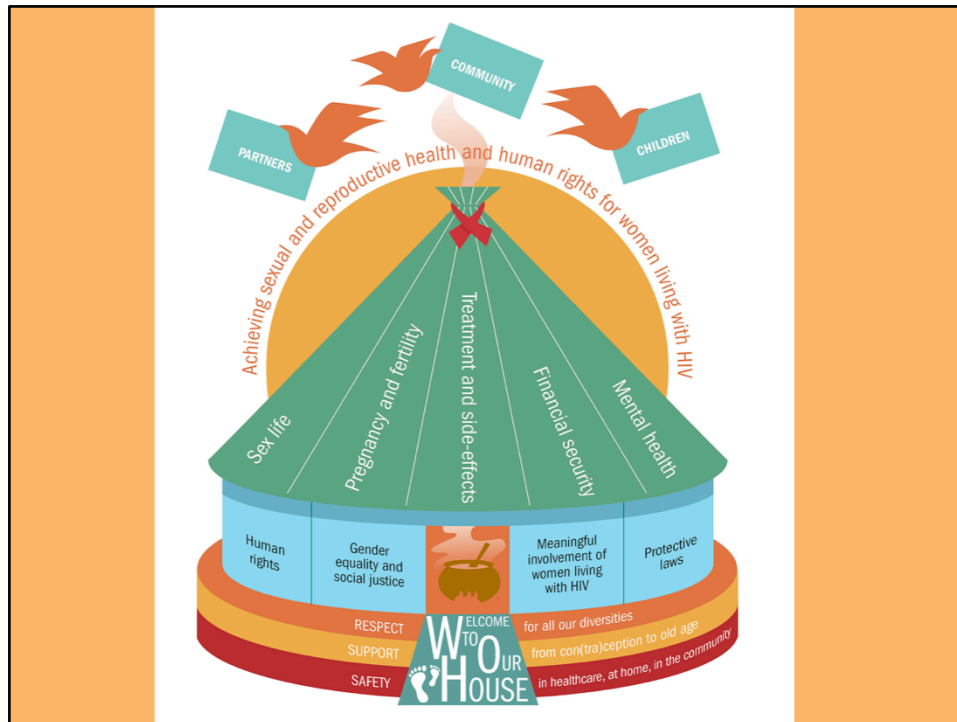 COMMUNITY
PARTNERS
CHILDREN
Achieving sexual and reproductive health and human rights for women living with HIV
Sex life
Pregnancy and fertility
Treatment and side-effects
Financial security
Mental health
Human
rights
Gender
equality and
social justice
Meaningful
involvement of
women living
with HIV
Protective
laws
RESPECT for all our diversities
SUPPORT from con(tra)ception to old age
SAFETY in healthcare, at home, in the community
WELCOME
TO OUR
HOUSE